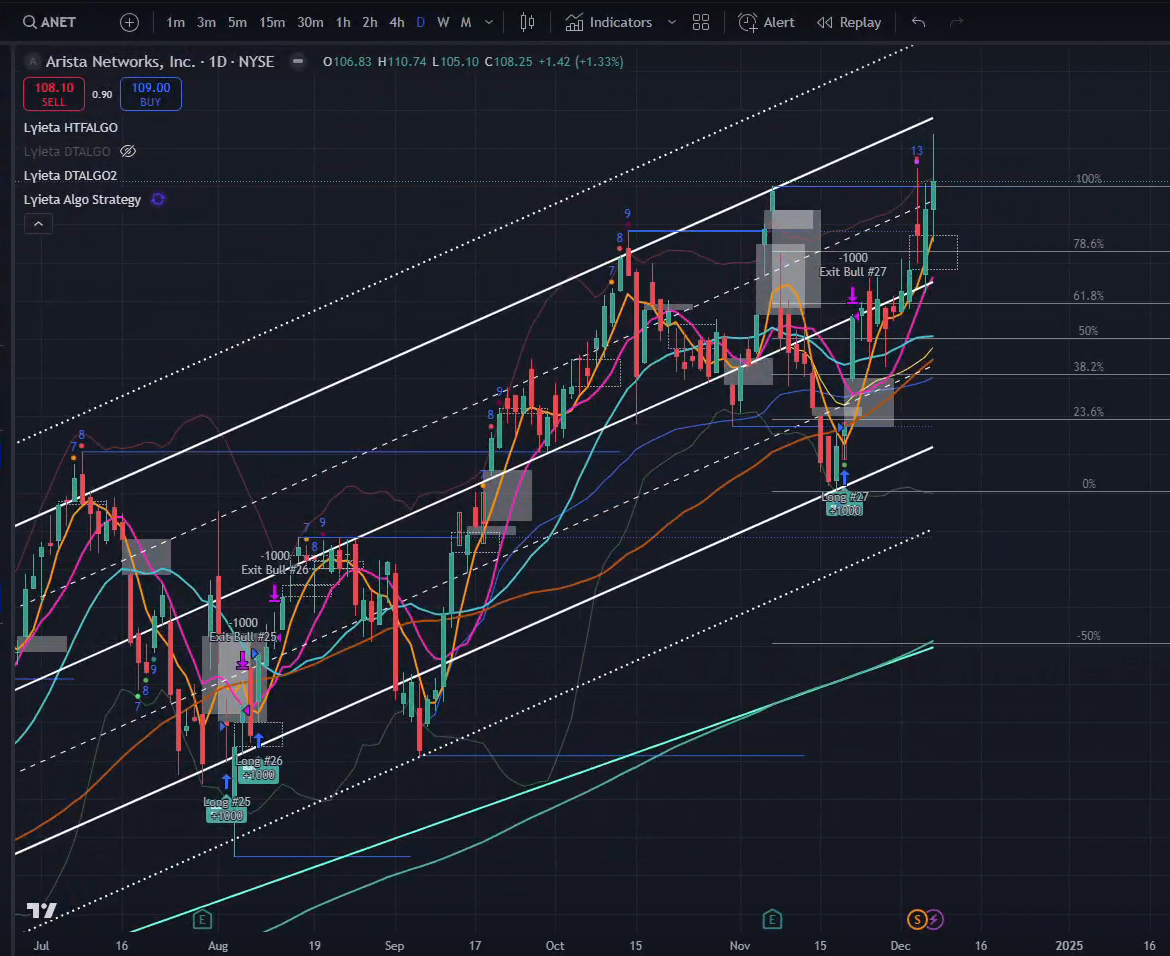 ANET 1m 3m 5m 15m 30m 1h 2h 4h D W M Indicators Alert Replay
A Arista Networks, Inc. · 1D · NYSE O106.83 H110.74 L105.10 C108.25 +1.42 (+1.33%)
108.10 SELL 0.90 109.00 BUY
Lyieta HTFALGO
Lyieta DTALGO
Lyieta DTALGO2
Lyieta Algo Strategy
13
100%
9
8
7
78.6%
-1000
Exit Bull #27
61.8%
50%
38.2%
9
8
7
23.6%
8
7
0%
Long #27
+1000
9
7
8
-1000
Exit Bull #26
-1000
Exit Bull #25
-50%
9
8
7
Long #26
+1000
Long #25
+1000
E E S
Jul 16 Aug 19 Sep 17 Oct 15 Nov 15 Dec 16 2025 16